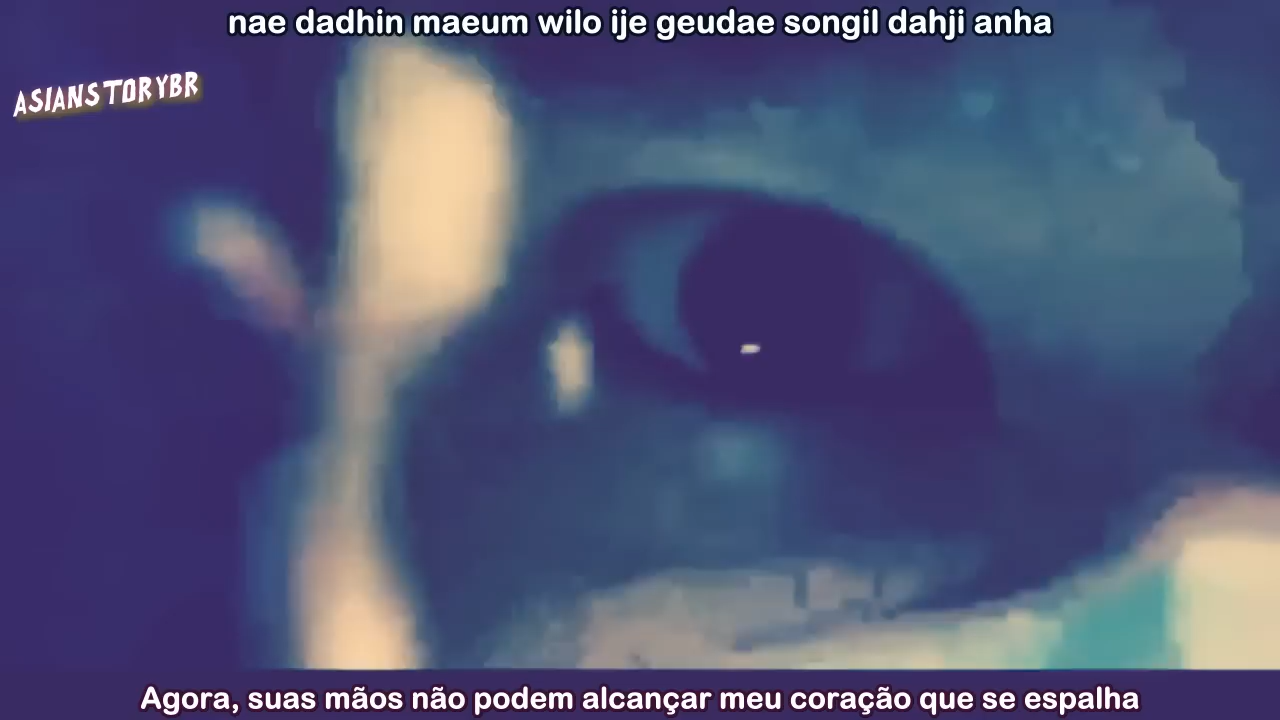 nae dadhin maeum wilo ije geudae songil dahji anha
ASIANSTORYBR
Agora, suas mãos não podem alcançar meu coração que se espalha